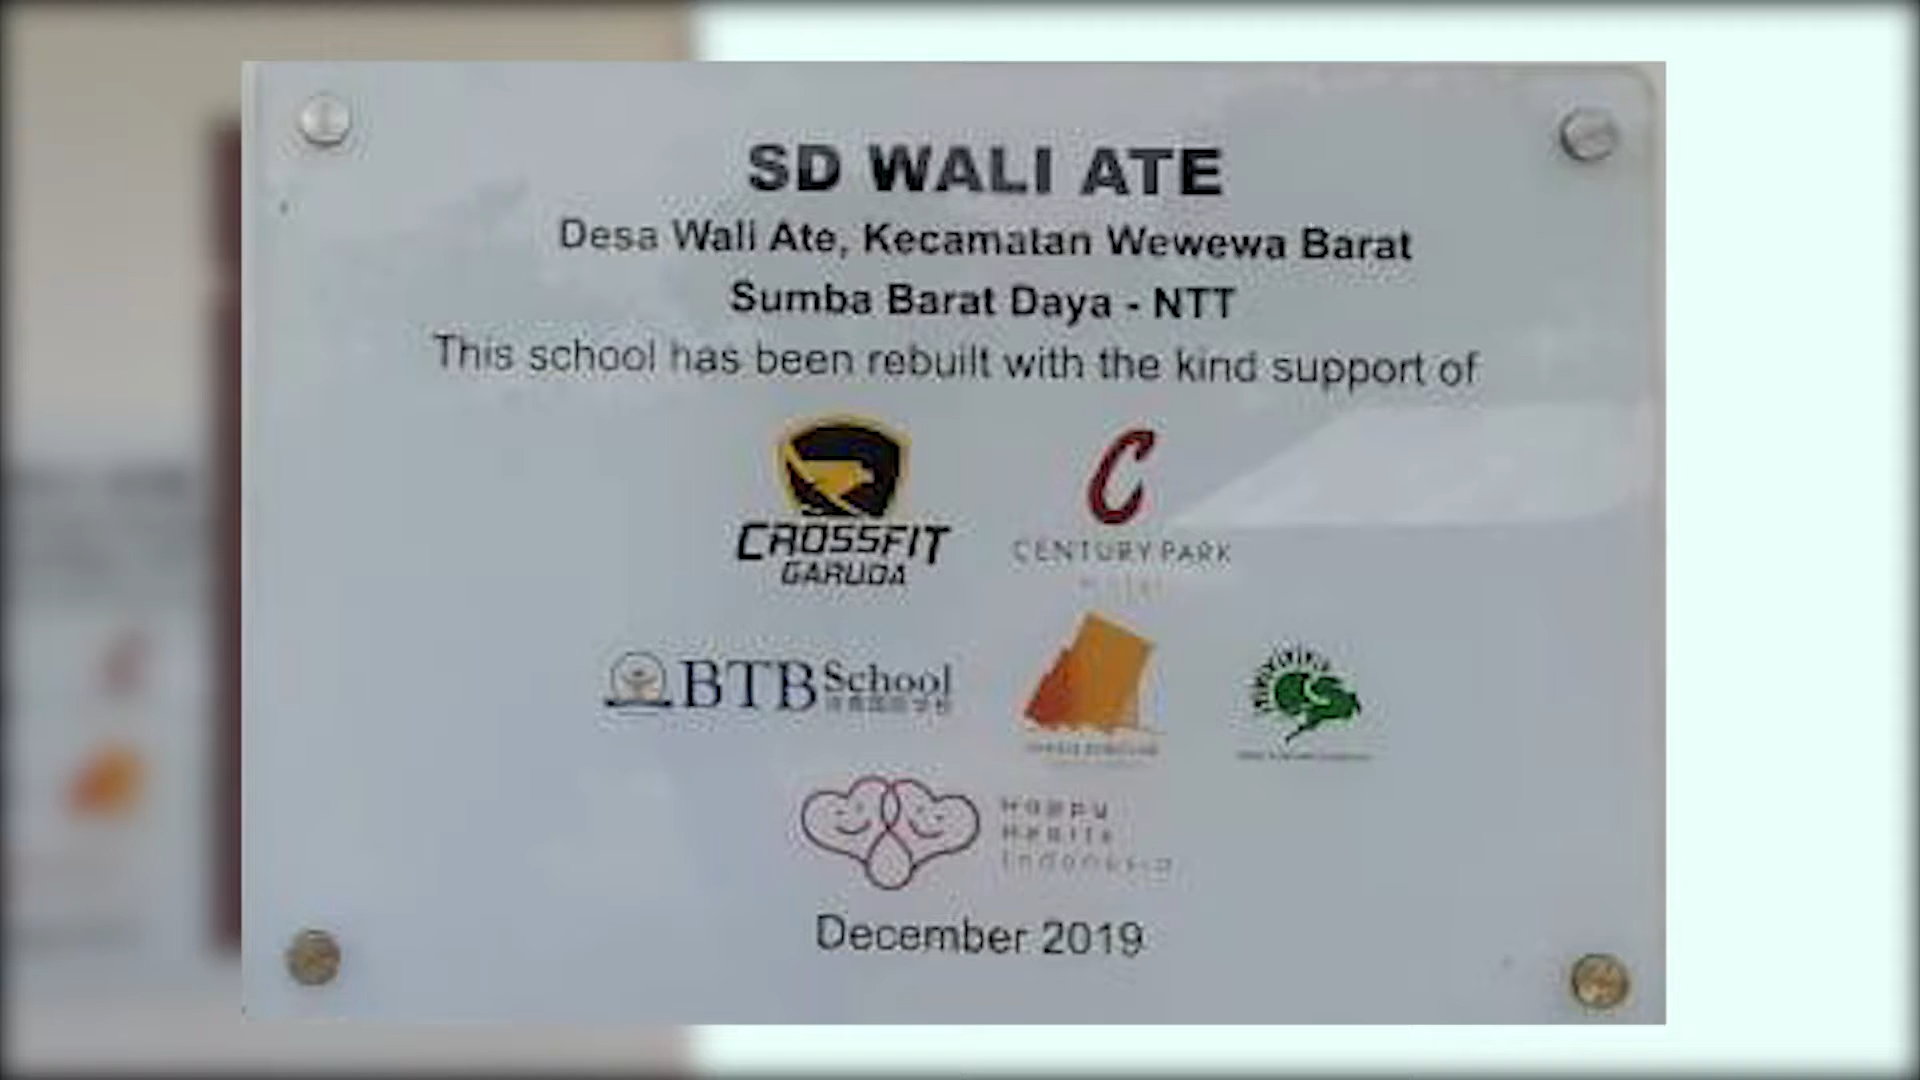 SD WALI ATE
Desa Wali Ate, Kecamatan Wewewa Barat
Sumba Barat Daya - NTT
This school has been rebuilt with the kind support of
CROSSFIT
GARUDA
C
CENTURY PARK
BTB School
Happy
Hearts
Indonesia
December 2019